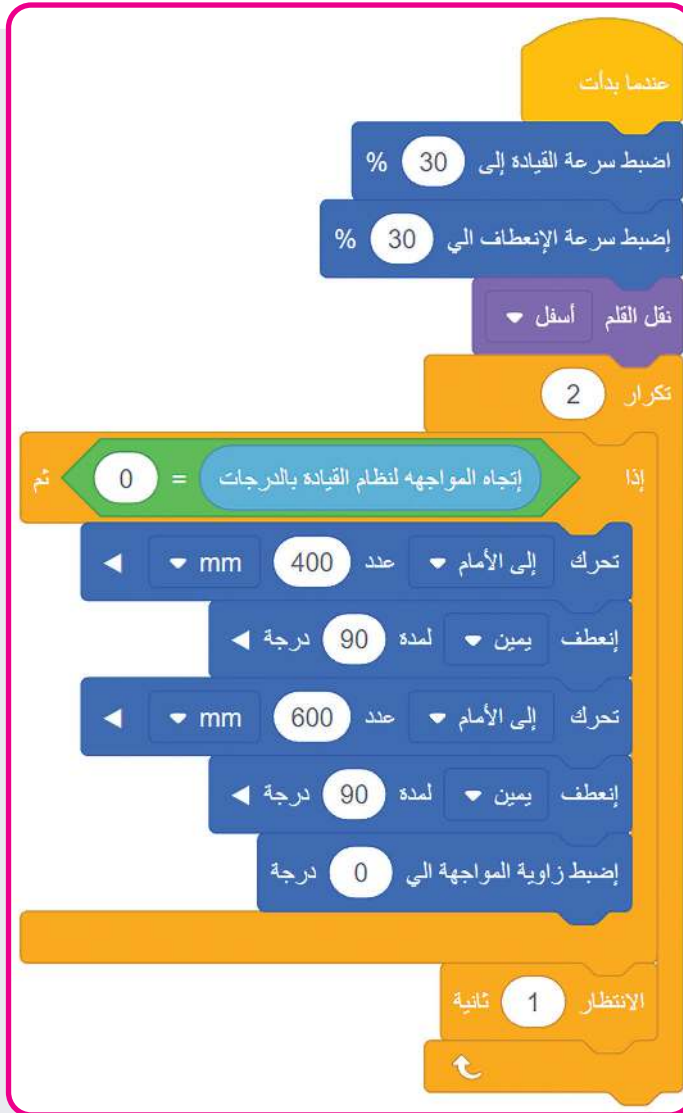 عندما بدأت
اضبط سرعة القيادة إلى 30 %
إضبط سرعة الإنعطاف الي 30 %
نقل القلم أسفل
تكرار 2
إذا إتجاه المواجهه لنظام القيادة بالدرجات = 0 ثم
تحرك إلى الأمام عدد 400 mm
إنعطف يمين لمدة 90 درجة
تحرك إلى الأمام عدد 600 mm
إنعطف يمين لمدة 90 درجة
إضبط زاوية المواجهة الي 0 درجة
الانتظار 1 ثانية